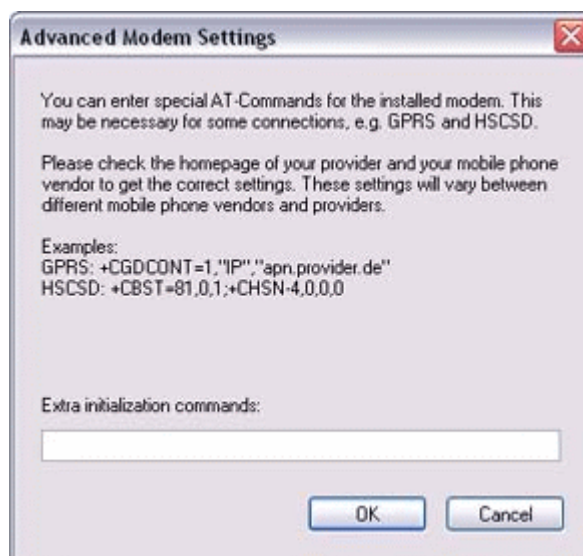 Advanced Modem Settings
You can enter special AT-Commands for the installed modem. This
may be necessary for some connections, e.g. GPRS and HSCSD.
Please check the homepage of your provider and your mobile phone
vendor to get the correct settings. These settings will vary between
different mobile phone vendors and providers.
Examples:
GPRS: +CGDCONT=1,"IP","apn.provider.de"
HSCSD: +CBST=81,0,1;+CHSN-4,0,0,0
Extra initialization commands:
OK
Cancel